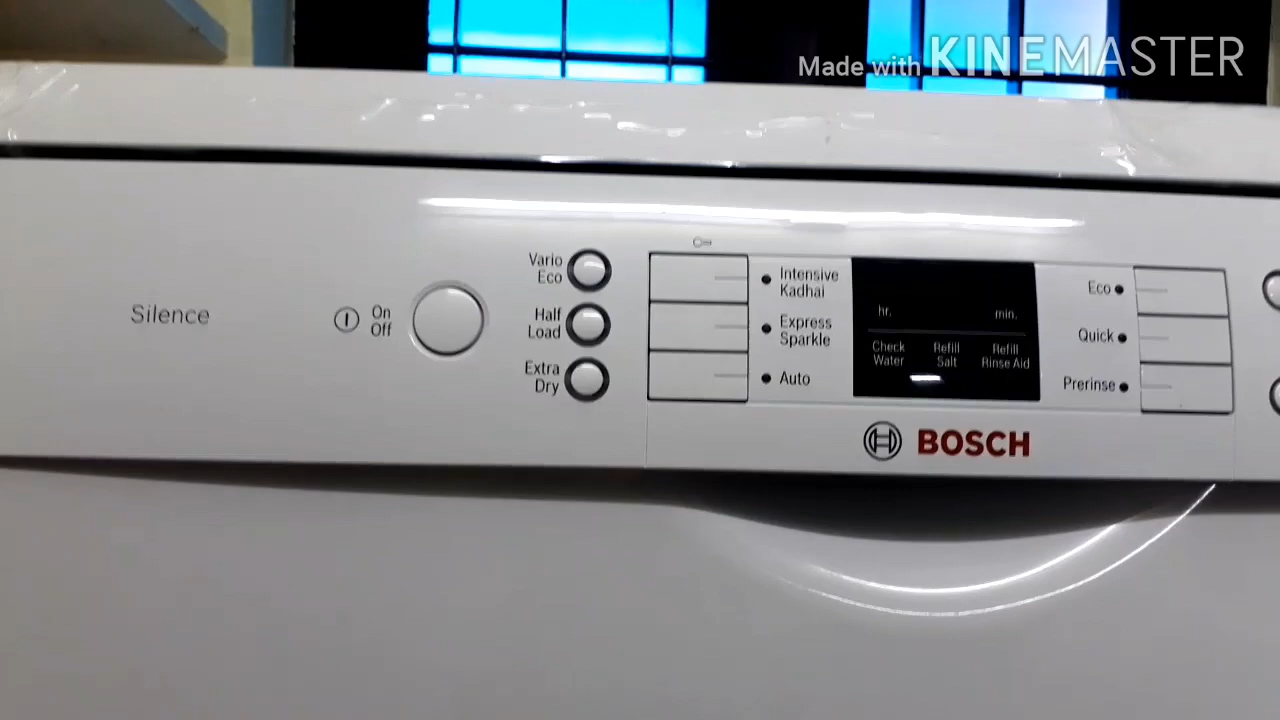 Made with KINEMASTER
Silence
On
Off
Vario
Eco
Half
Load
Extra
Dry
Intensive
Kadhai
Express
Sparkle
Auto
hr. min.
Check
Water
Refill
Salt
Refill
Rinse Aid
Eco
Quick
Prerinse
BOSCH